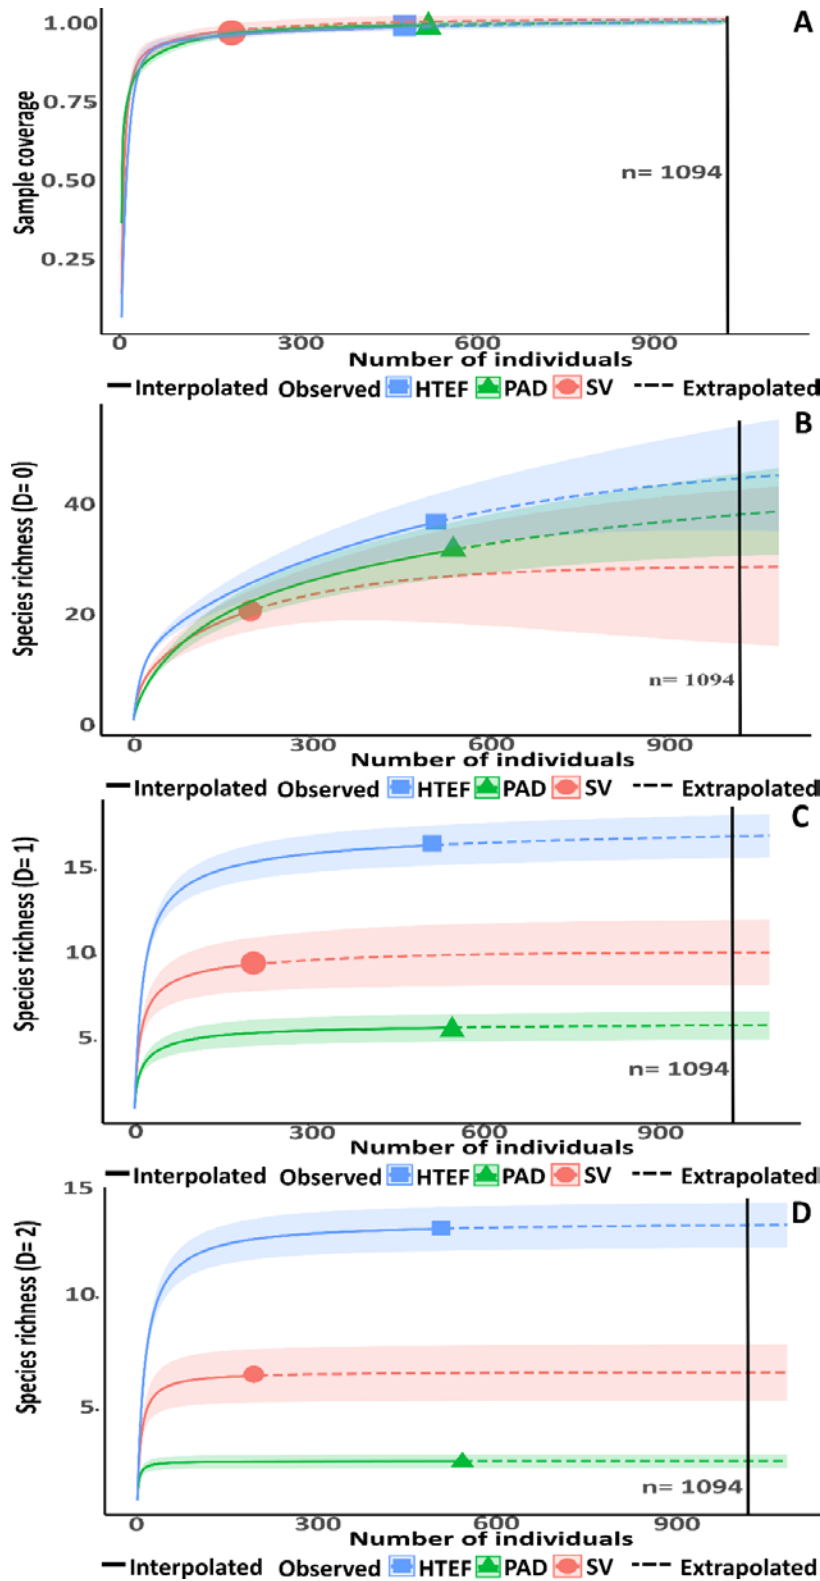 A
Sample coverage
1.00
0.75
0.50
0.25
n= 1094
0 300 600 900
Number of individuals
Interpolated Observed HTEF PAD SV Extrapolated
B
Species richness (D= 0)
40
20
0
n= 1094
0 300 600 900
Number of individuals
Interpolated Observed HTEF PAD SV Extrapolated
C
Species richness (D= 1)
15
10
5
n= 1094
0 300 600 900
Number of individuals
Interpolated Observed HTEF PAD SV Extrapolated
D
Species richness (D= 2)
15
10
5
n= 1094
0 300 600 900
Number of individuals
Interpolated Observed HTEF PAD SV Extrapolated